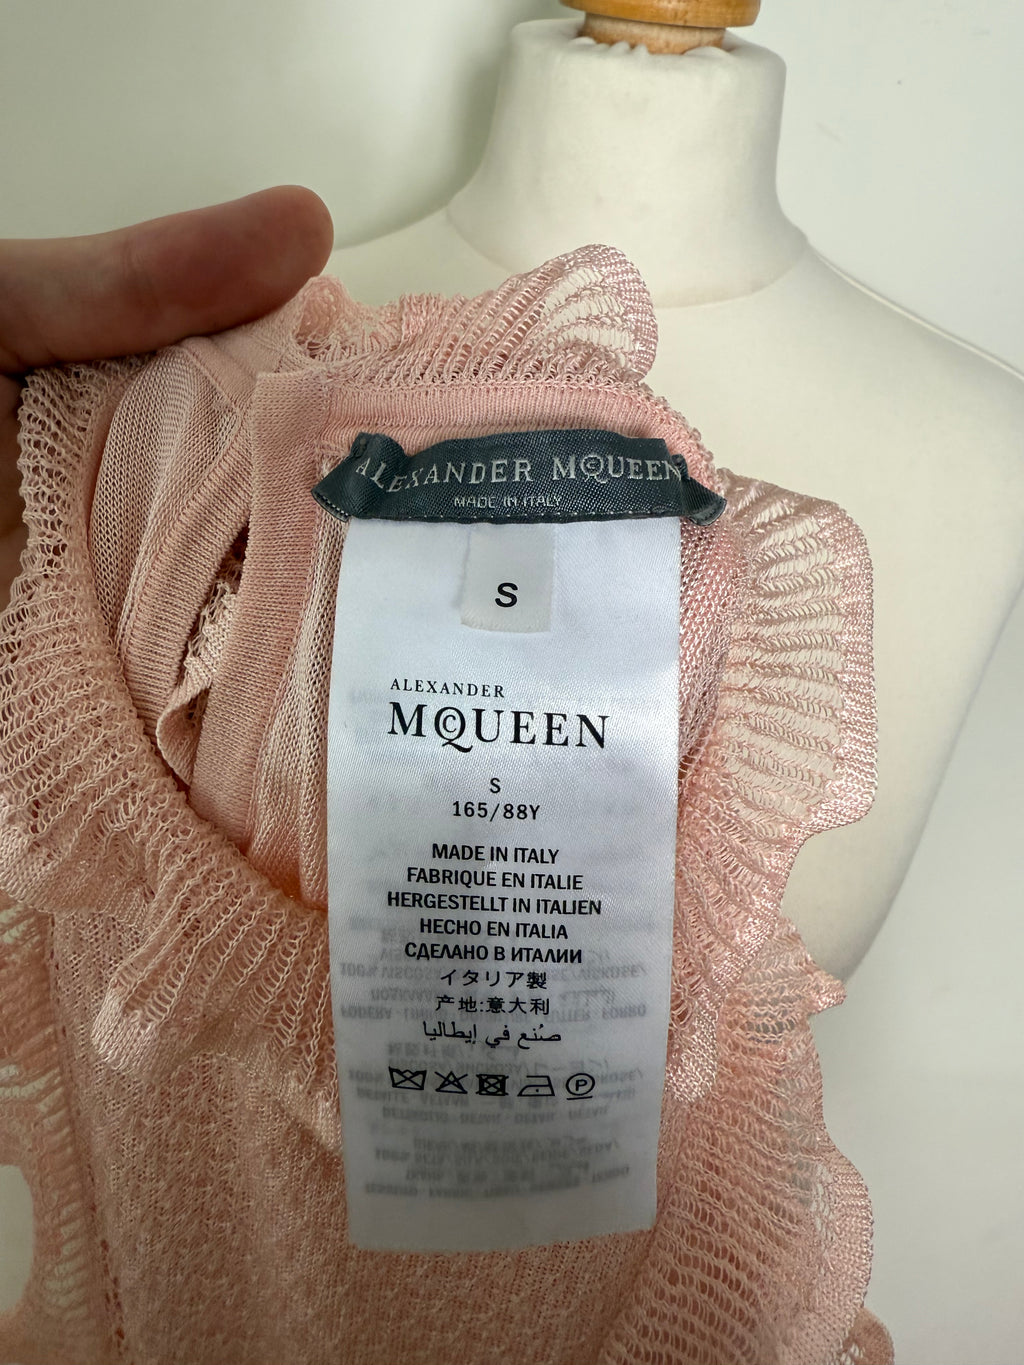 ALEXANDER MCQUEEN
MADE IN ITALY
S
ALEXANDER
MCQUEEN
S
165/88Y
MADE IN ITALY
FABRIQUE EN ITALIE
HERGESTELLT IN ITALIEN
HECHO EN ITALIA
СДЕЛАНО В ИТАЛИИ
イタリア製
产地:意大利
صُنع في إيطاليا
P